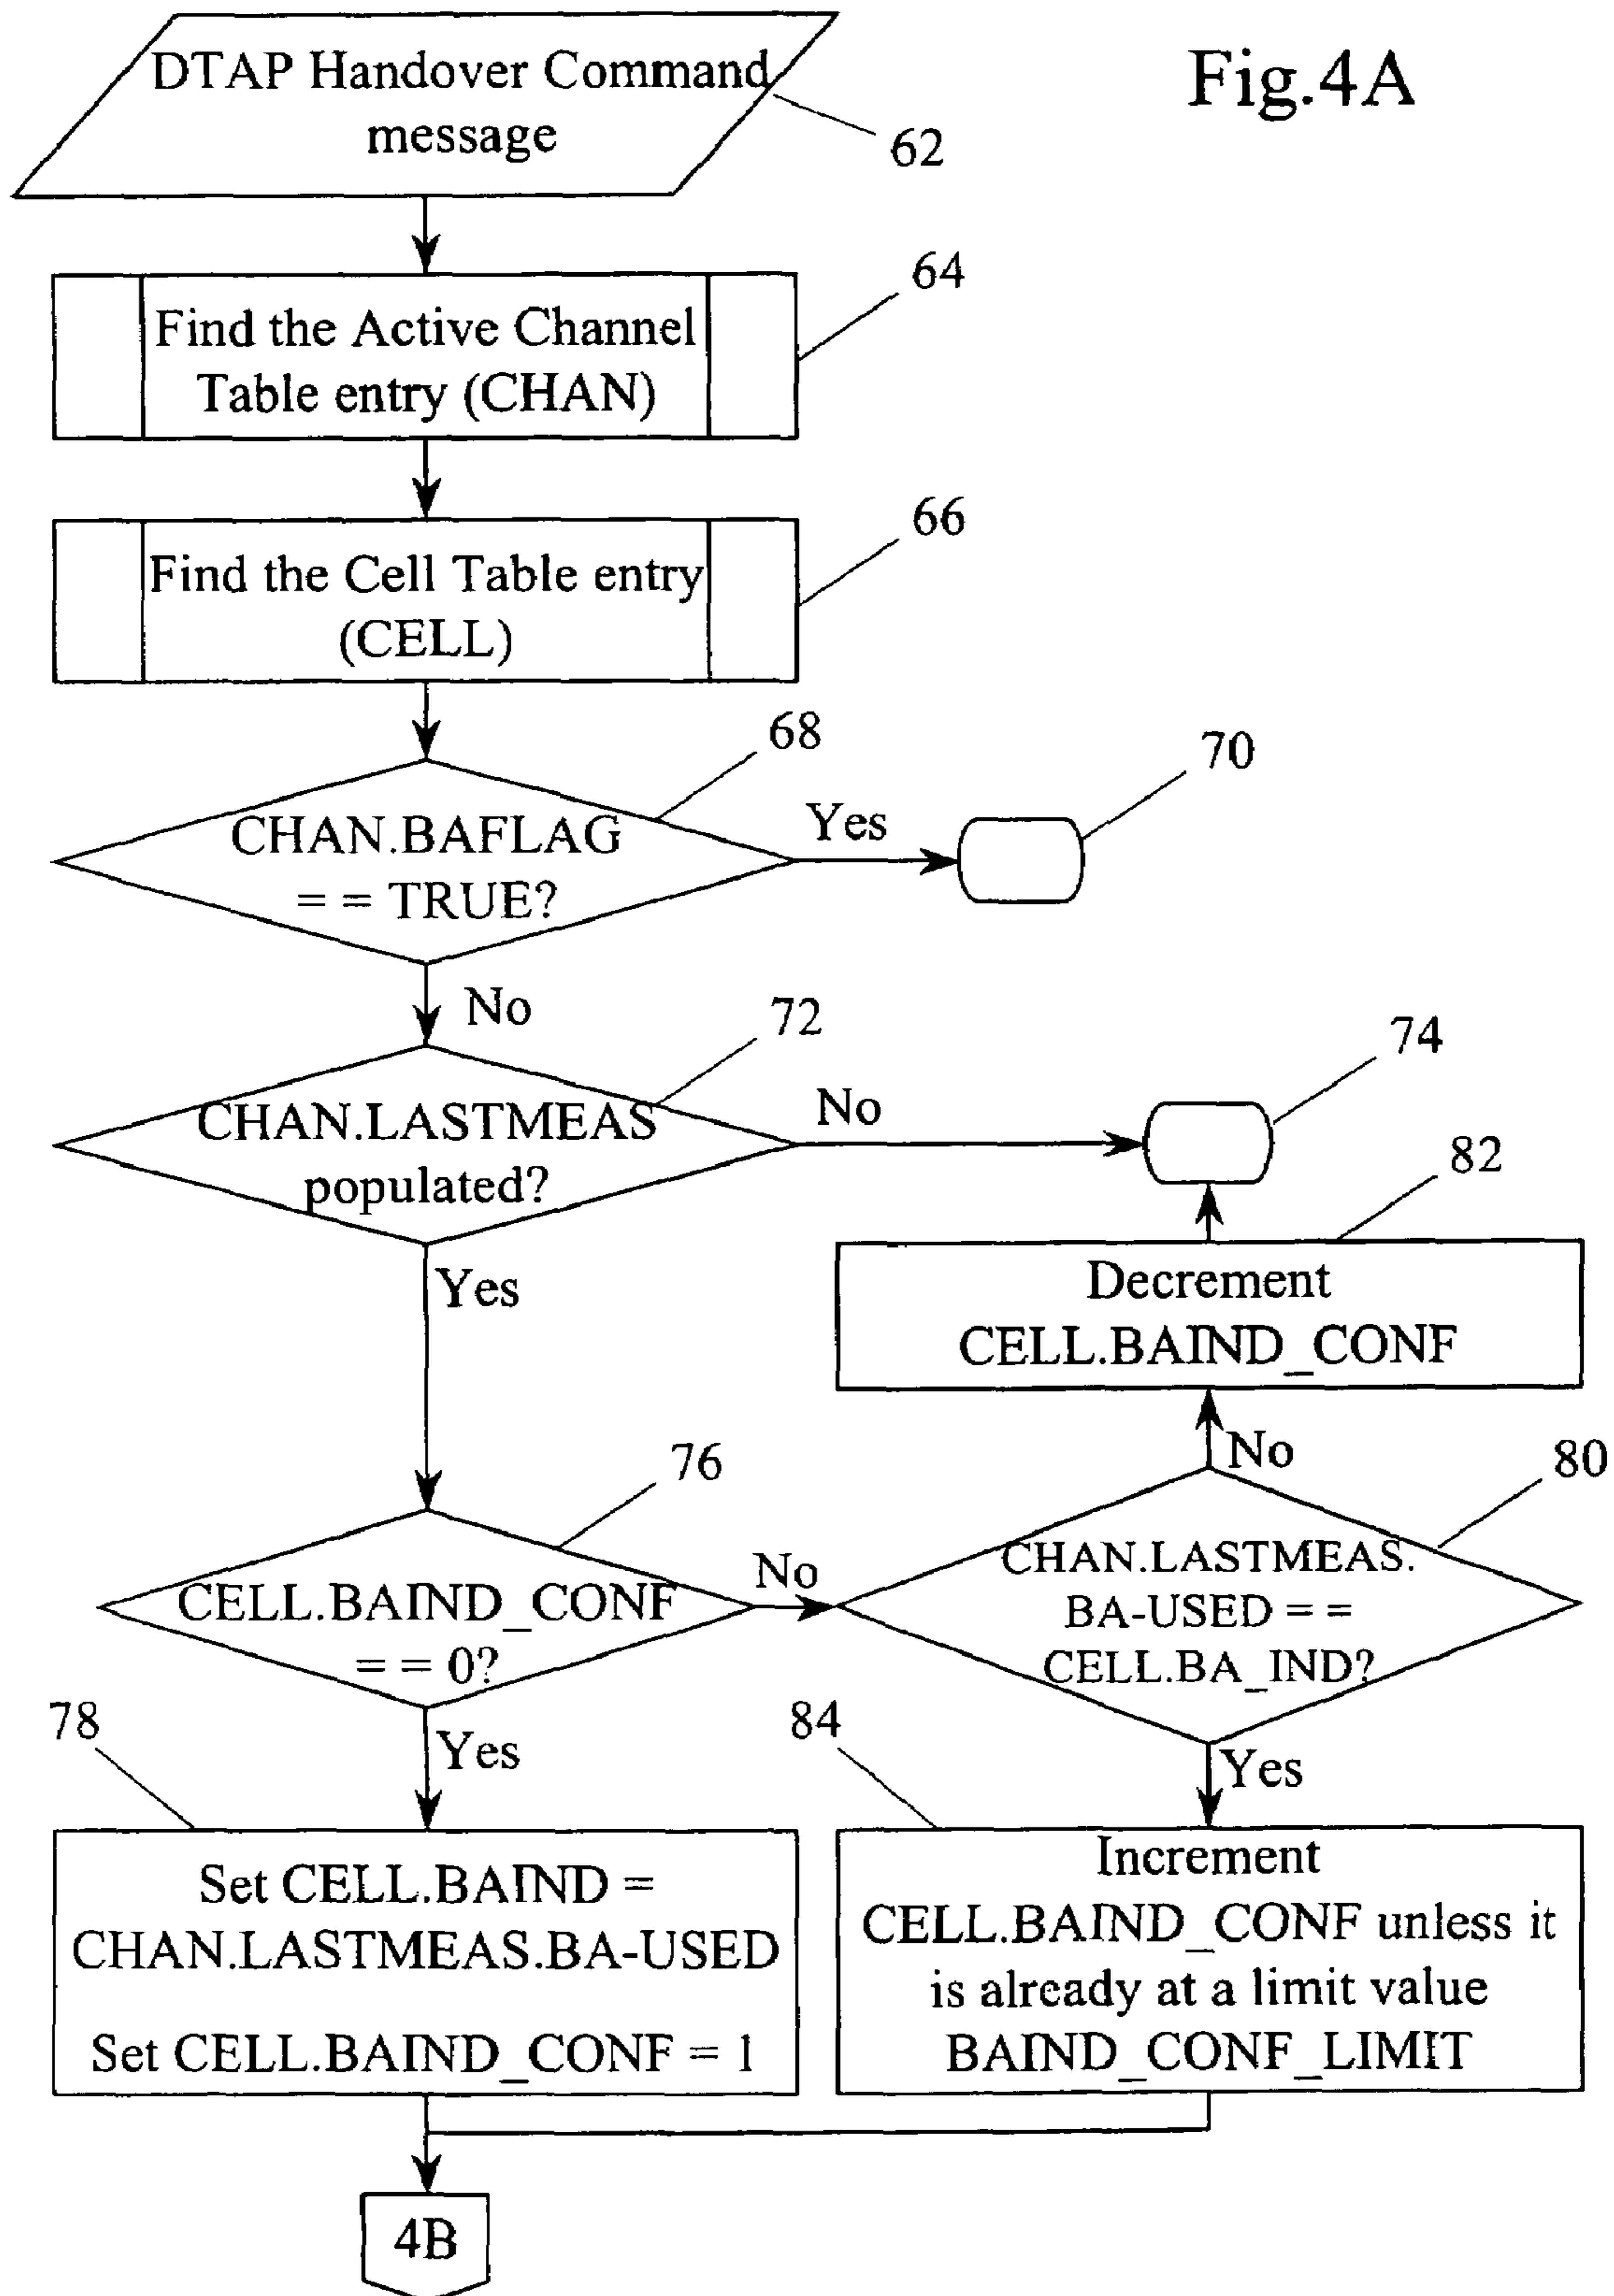 Fig.4A
DTAP Handover Command
message
62
64
Find the Active Channel
Table entry (CHAN)
66
Find the Cell Table entry
(CELL)
68
70
CHAN.BAFLAG
= = TRUE?
Yes
No
72
74
CHAN.LASTMEAS
populated?
No
82
Yes
Decrement
CELL.BAIND_CONF
76
No
80
CELL.BAIND_CONF
= = 0?
No
CHAN.LASTMEAS.
BA-USED = =
CELL.BA_IND?
78
Yes
84
Yes
Set CELL.BAIND =
CHAN.LASTMEAS.BA-USED
Set CELL.BAIND_CONF = 1
Increment
CELL.BAIND_CONF unless it
is already at a limit value
BAIND_CONF_LIMIT
4B